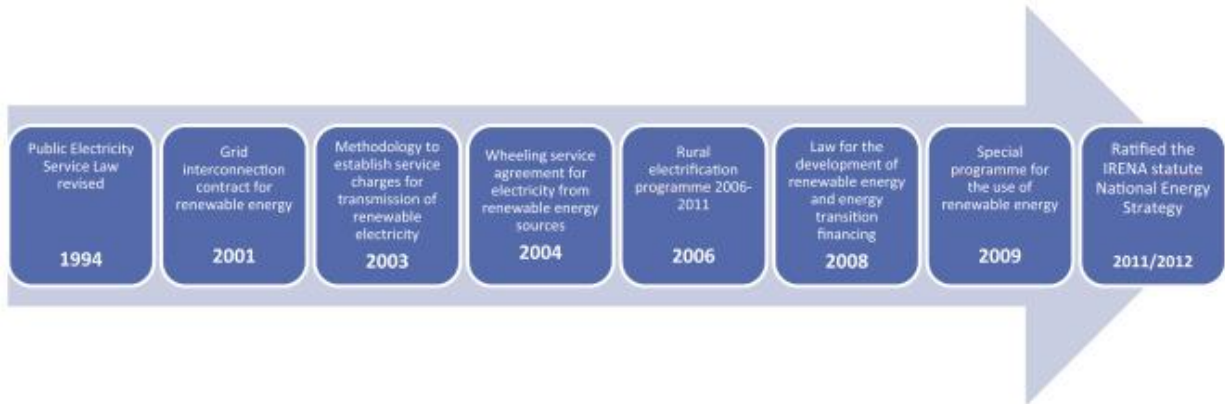 Public Electricity
Service Law
revised
1994
Grid
interconnection
contract for
renewable energy
2001
Methodology to
establish service
charges for
transmission of
renewable
electricity
2003
Wheeling service
agreement for
electricity from
renewable energy
sources
2004
Rural
electrification
programme 2006-
2011
2006
Law for the
development of
renewable energy
and energy
transition
financing
2008
Special
programme for
the use of
renewable energy
2009
Ratified the
IRENA statute
National Energy
Strategy
2011/2012